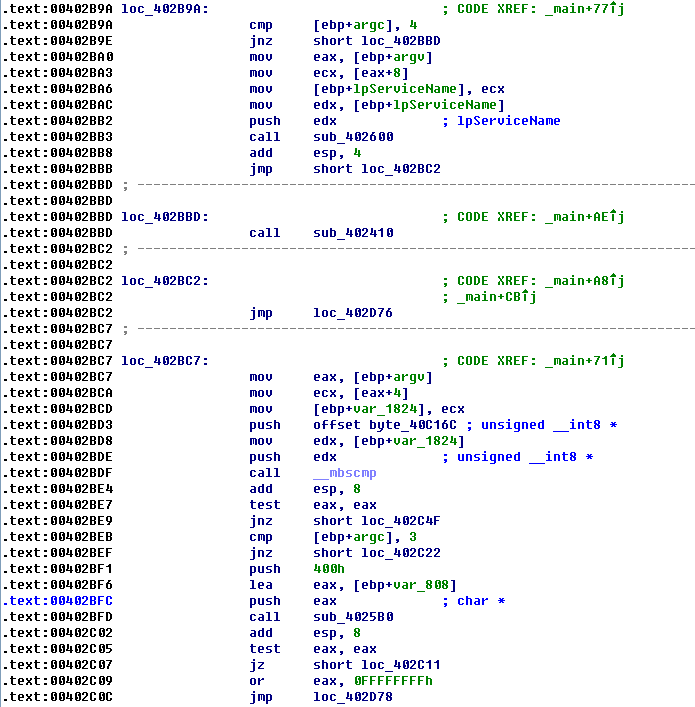 .text:00402B9A loc_402B9A: ; CODE XREF: _main+77↑j
.text:00402B9A cmp [ebp+argc], 4
.text:00402B9E jnz short loc_402BBD
.text:00402BA0 mov eax, [ebp+argv]
.text:00402BA3 mov ecx, [eax+8]
.text:00402BA6 mov [ebp+lpServiceName], ecx
.text:00402BAC mov edx, [ebp+lpServiceName]
.text:00402BB2 push edx ; lpServiceName
.text:00402BB3 call sub_402600
.text:00402BB8 add esp, 4
.text:00402BBB jmp short loc_402BC2
.text:00402BBD ; ---------------------------------------------------------------------------
.text:00402BBD
.text:00402BBD loc_402BBD: ; CODE XREF: _main+AE↑j
.text:00402BBD call sub_402410
.text:00402BC2 ; ---------------------------------------------------------------------------
.text:00402BC2
.text:00402BC2 loc_402BC2: ; CODE XREF: _main+A8↑j
.text:00402BC2 ; _main+CB↑j
.text:00402BC2 jmp loc_402D76
.text:00402BC7 ; ---------------------------------------------------------------------------
.text:00402BC7
.text:00402BC7 loc_402BC7: ; CODE XREF: _main+71↑j
.text:00402BC7 mov eax, [ebp+argv]
.text:00402BCA mov ecx, [eax+4]
.text:00402BCD mov [ebp+var_1824], ecx
.text:00402BD3 push offset byte_40C16C ; unsigned __int8 *
.text:00402BD8 mov edx, [ebp+var_1824]
.text:00402BDE push edx ; unsigned __int8 *
.text:00402BDF call __mbscmp
.text:00402BE4 add esp, 8
.text:00402BE7 test eax, eax
.text:00402BE9 jnz short loc_402C4F
.text:00402BEB cmp [ebp+argc], 3
.text:00402BEF jnz short loc_402C22
.text:00402BF1 push 400h
.text:00402BF6 lea eax, [ebp+var_808]
.text:00402BFC push eax ; char *
.text:00402BFD call sub_4025B0
.text:00402C02 add esp, 8
.text:00402C05 test eax, eax
.text:00402C07 jz short loc_402C11
.text:00402C09 or eax, 0FFFFFFFFh
.text:00402C0C jmp loc_402D78